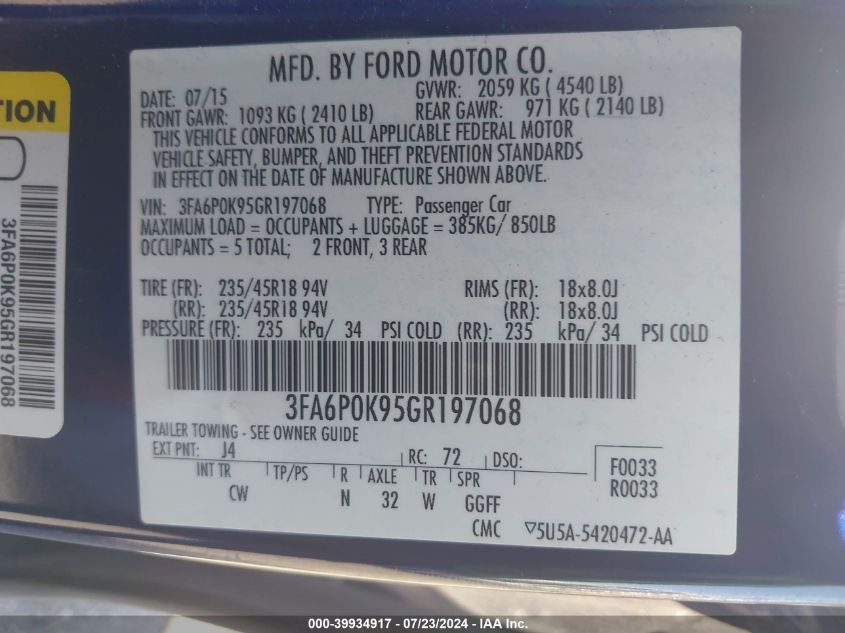 MFD. BY FORD MOTOR CO.
DATE: 07/15 GVWR: 2059 KG ( 4540 LB)
FRONT GAWR: 1093 KG ( 2410 LB) REAR GAWR: 971 KG ( 2140 LB)
THIS VEHICLE CONFORMS TO ALL APPLICABLE FEDERAL MOTOR
VEHICLE SAFETY, BUMPER, AND THEFT PREVENTION STANDARDS
IN EFFECT ON THE DATE OF MANUFACTURE SHOWN ABOVE.
VIN: 3FA6P0K95GR197068 TYPE: Passenger Car
MAXIMUM LOAD = OCCUPANTS + LUGGAGE = 385KG/ 850LB
OCCUPANTS = 5 TOTAL; 2 FRONT, 3 REAR
TIRE (FR): 235/45R18 94V RIMS (FR): 18x8.0J
(RR): 235/45R18 94V (RR): 18x8.0J
PRESSURE (FR): 235 kPa/ 34 PSI COLD (RR): 235 kPa/ 34 PSI COLD
3FA6P0K95GR197068
TRAILER TOWING - SEE OWNER GUIDE
EXT PNT: J4 RC: 72 DSO:
INT TR TP/PS R AXLE TR SPR
CW N 32 W GGFF
CMC
F0033
R0033
▽5U5A-5420472-AA
TION
3FA6P0K95GR197068
000-39934917 / 07/23/2024 - IAA Inc.